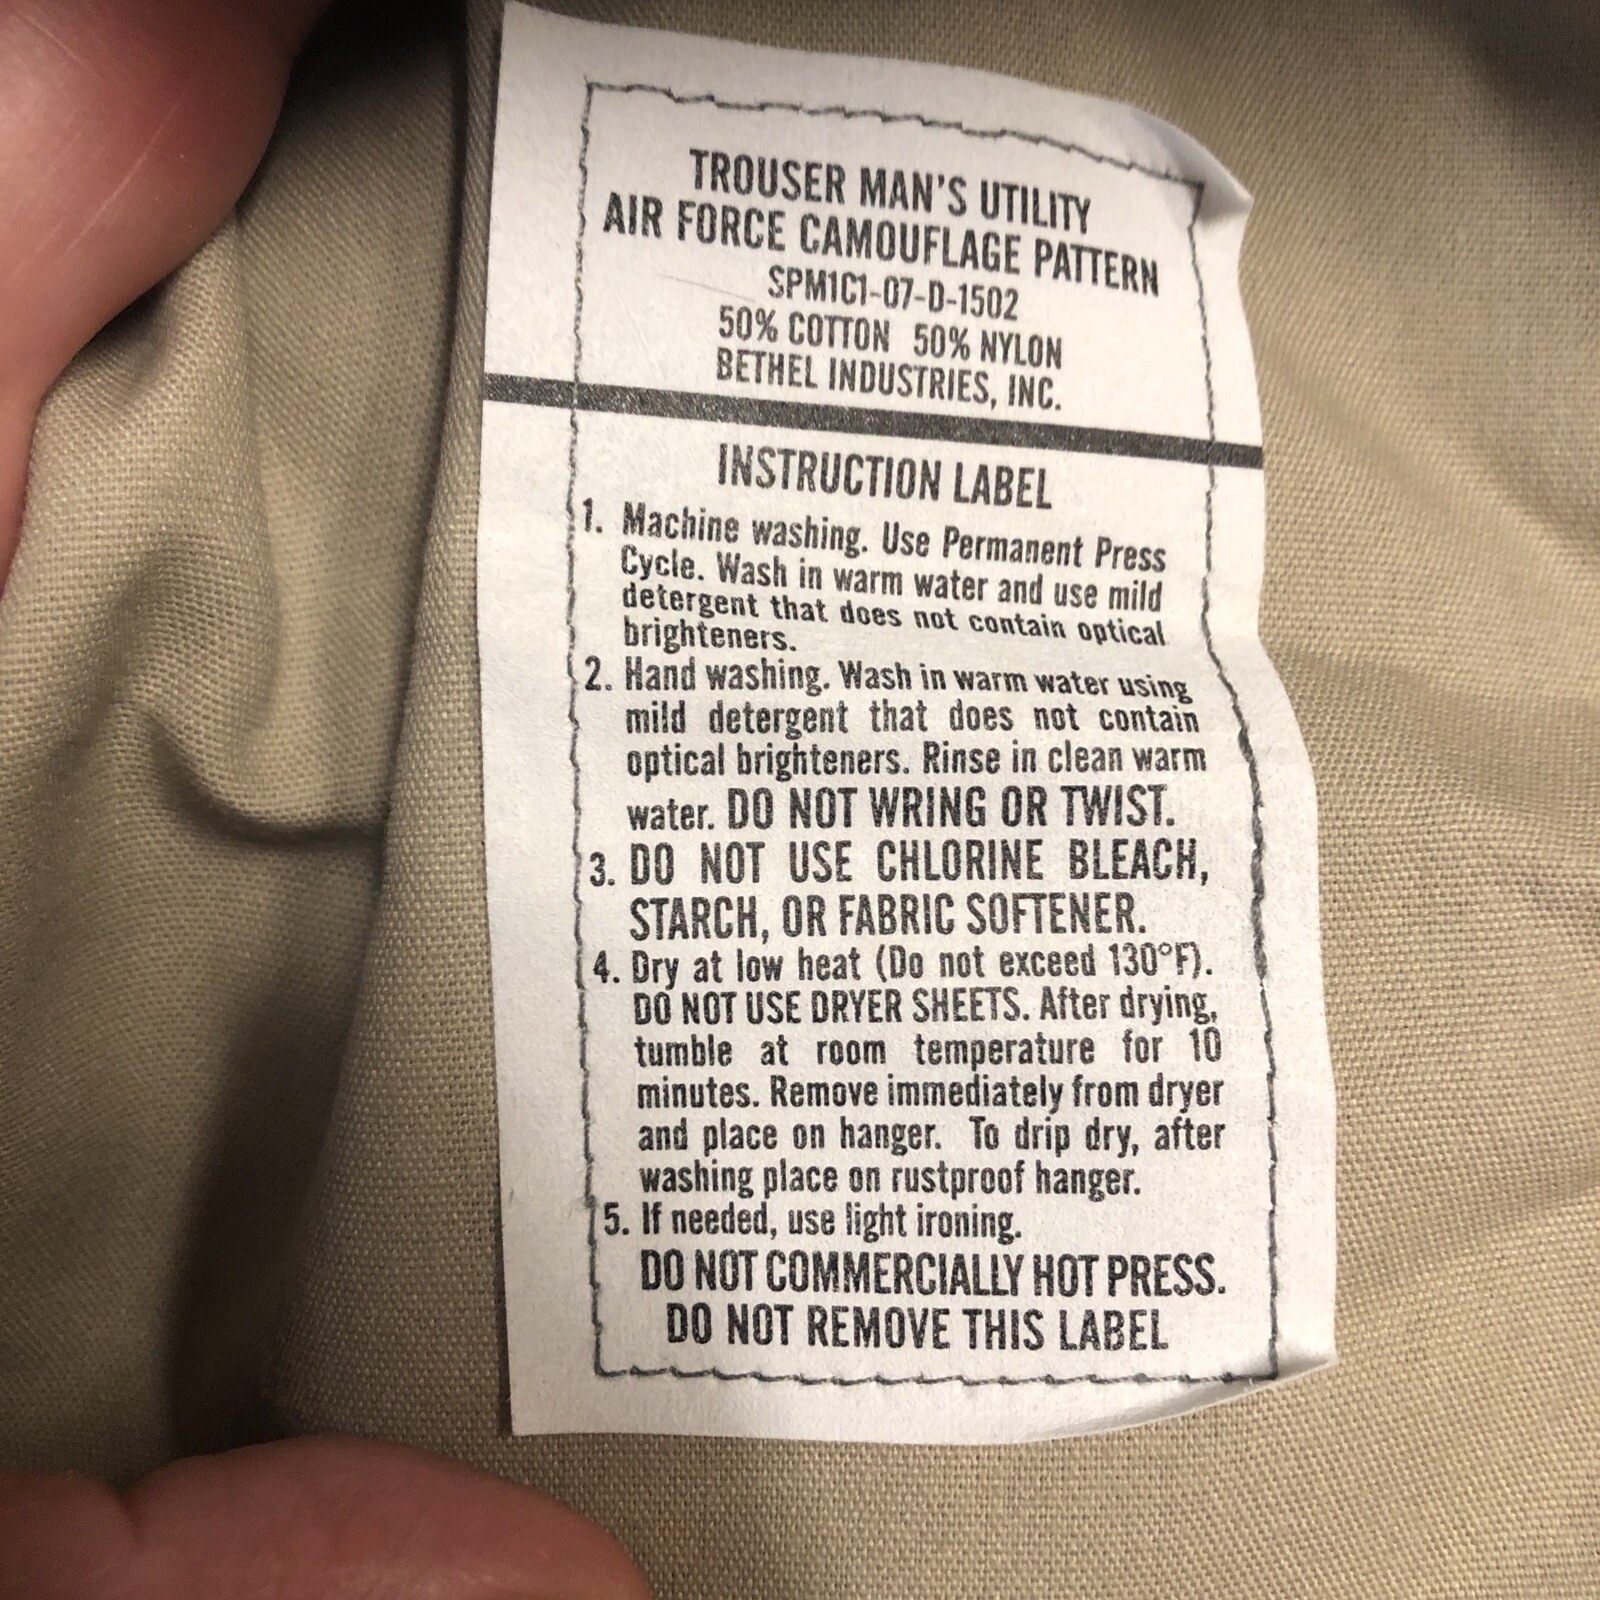 TROUSER MAN'S UTILITY
AIR FORCE CAMOUFLAGE PATTERN
SPM1C1-07-D-1502
50% COTTON 50% NYLON
BETHEL INDUSTRIES, INC.
INSTRUCTION LABEL
1. Machine washing. Use Permanent Press
Cycle. Wash in warm water and use mild
detergent that does not contain optical
brighteners.
2. Hand washing. Wash in warm water using
mild detergent that does not contain
optical brighteners. Rinse in clean warm
water. DO NOT WRING OR TWIST.
3. DO NOT USE CHLORINE BLEACH,
STARCH, OR FABRIC SOFTENER.
4. Dry at low heat (Do not exceed 130°F).
DO NOT USE DRYER SHEETS. After drying,
tumble at room temperature for 10
minutes. Remove immediately from dryer
and place on hanger. To drip dry, after
washing place on rustproof hanger.
5. If needed, use light ironing.
DO NOT COMMERCIALLY HOT PRESS.
DO NOT REMOVE THIS LABEL